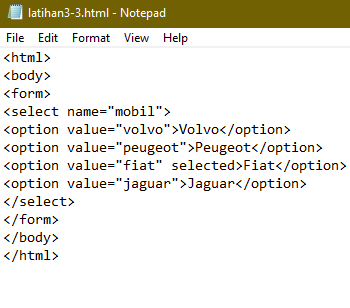 latihan3-3.html - Notepad
File Edit Format View Help
<html>
<body>
<form>
<select name="mobil">
<option value="volvo">Volvo</option>
<option value="peugeot">Peugeot</option>
<option value="fiat" selected>Fiat</option>
<option value="jaguar">Jaguar</option>
</select>
</form>
</body>
</html>